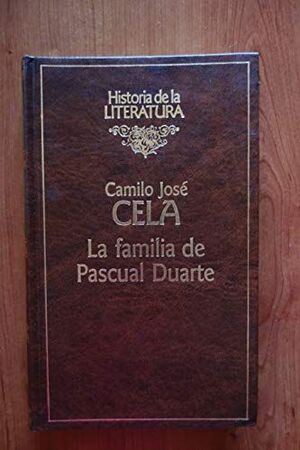 Historia de la
LITERATURA
Camilo José
CELA
La familia de
Pascual Duarte